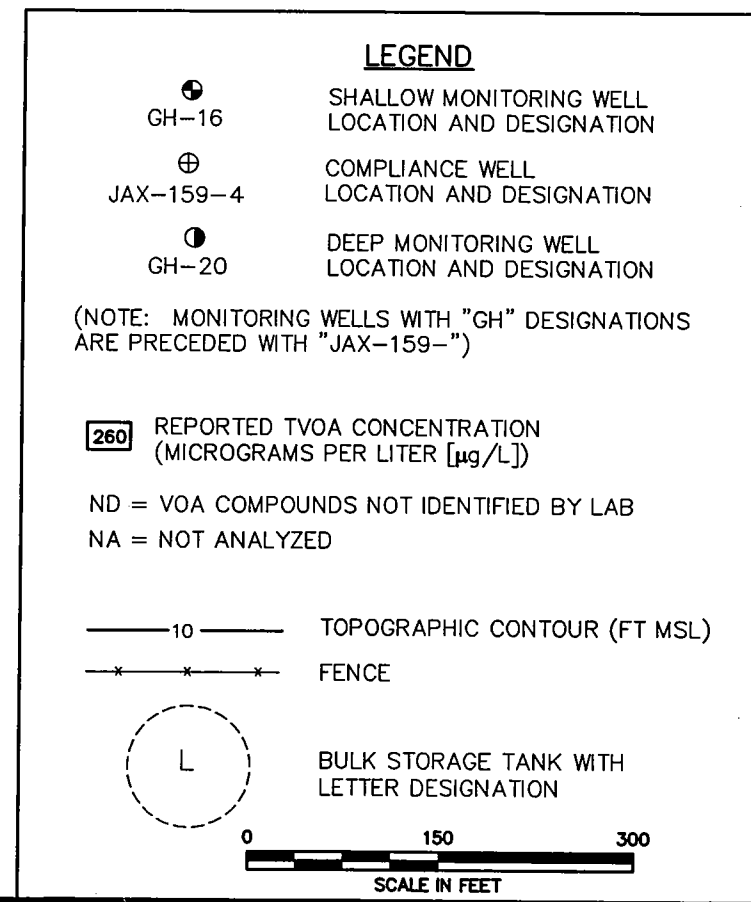 LEGEND
GH-16 SHALLOW MONITORING WELL
LOCATION AND DESIGNATION
JAX-159-4 COMPLIANCE WELL
LOCATION AND DESIGNATION
GH-20 DEEP MONITORING WELL
LOCATION AND DESIGNATION
(NOTE: MONITORING WELLS WITH "GH" DESIGNATIONS
ARE PRECEDED WITH "JAX-159-")
260 REPORTED TVOA CONCENTRATION
(MICROGRAMS PER LITER [µg/L])
ND = VOA COMPOUNDS NOT IDENTIFIED BY LAB
NA = NOT ANALYZED
10 TOPOGRAPHIC CONTOUR (FT MSL)
FENCE
L BULK STORAGE TANK WITH
LETTER DESIGNATION
0 150 300
SCALE IN FEET